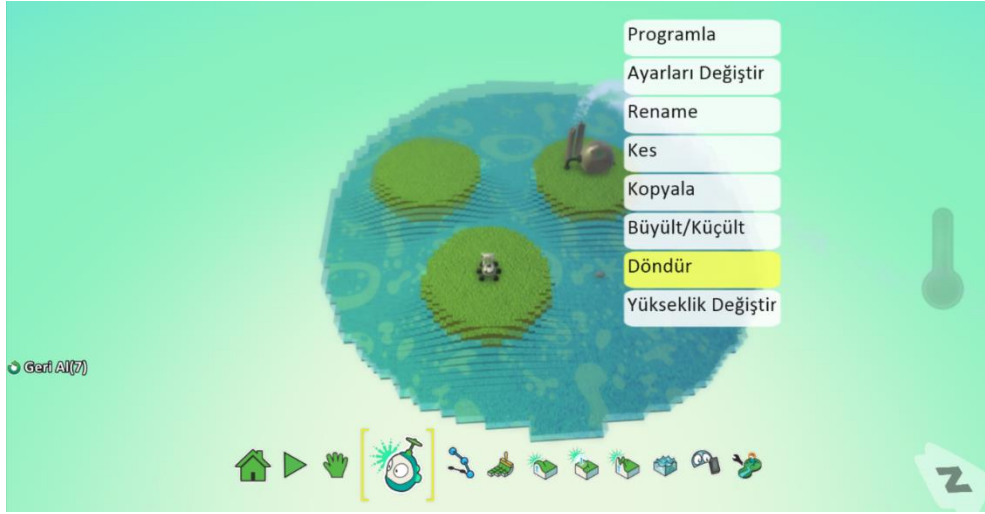 Programla
Ayarları Değiştir
Rename
Kes
Kopyala
Büyült/Küçült
Döndür
Yükseklik Değiştir
Geri Al(7)
Z